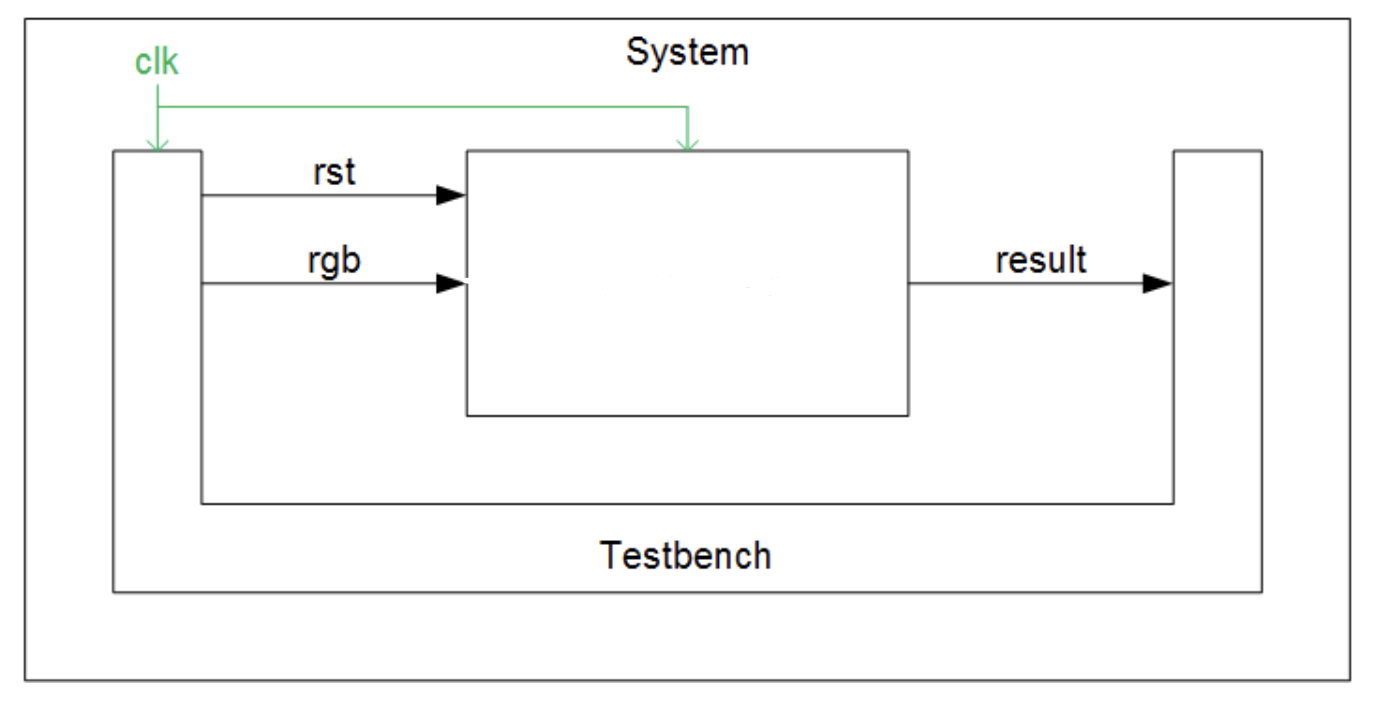 System
clk
rst
rgb
result
Testbench